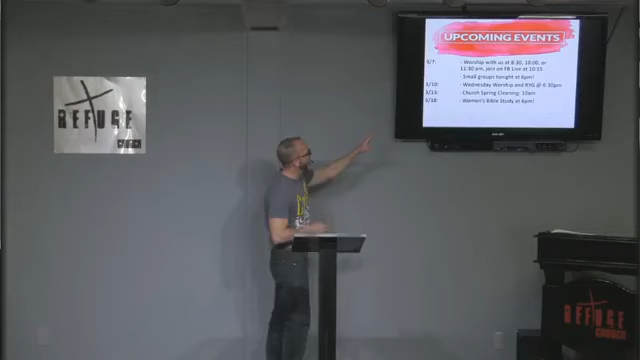 UPCOMING EVENTS
3/7: - Worship with us at 8:30, 10:00, or
11:30 am, join on FB Live at 10:15
- Small groups tonight at 6pm!
3/10: - Wednesday Worship and RYG @ 6:30pm
3/13: - Church Spring Cleaning: 10am
3/18: - Women's Bible Study at 6pm!
REFUGE
REFUGE
CHURCH